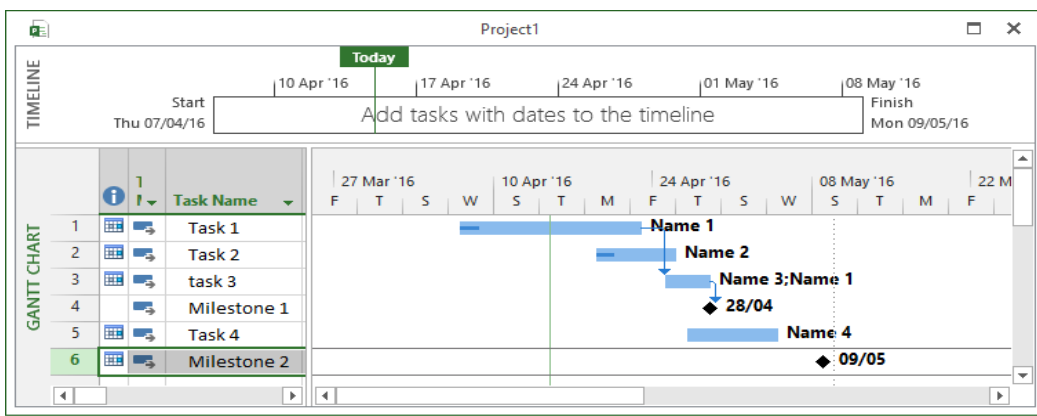 Project1
TIMELINE
Today
10 Apr '16 17 Apr '16 24 Apr '16 01 May '16 08 May '16
Start
Thu 07/04/16
Add tasks with dates to the timeline
Finish
Mon 09/05/16
GANTT CHART
Task Name
27 Mar '16 10 Apr '16 24 Apr '16 08 May '16 22 M
F T S W S T M F T S W S T M F
1 Task 1 Name 1
2 Task 2 Name 2
3 task 3 Name 3;Name 1
4 Milestone 1 28/04
5 Task 4 Name 4
6 Milestone 2 09/05